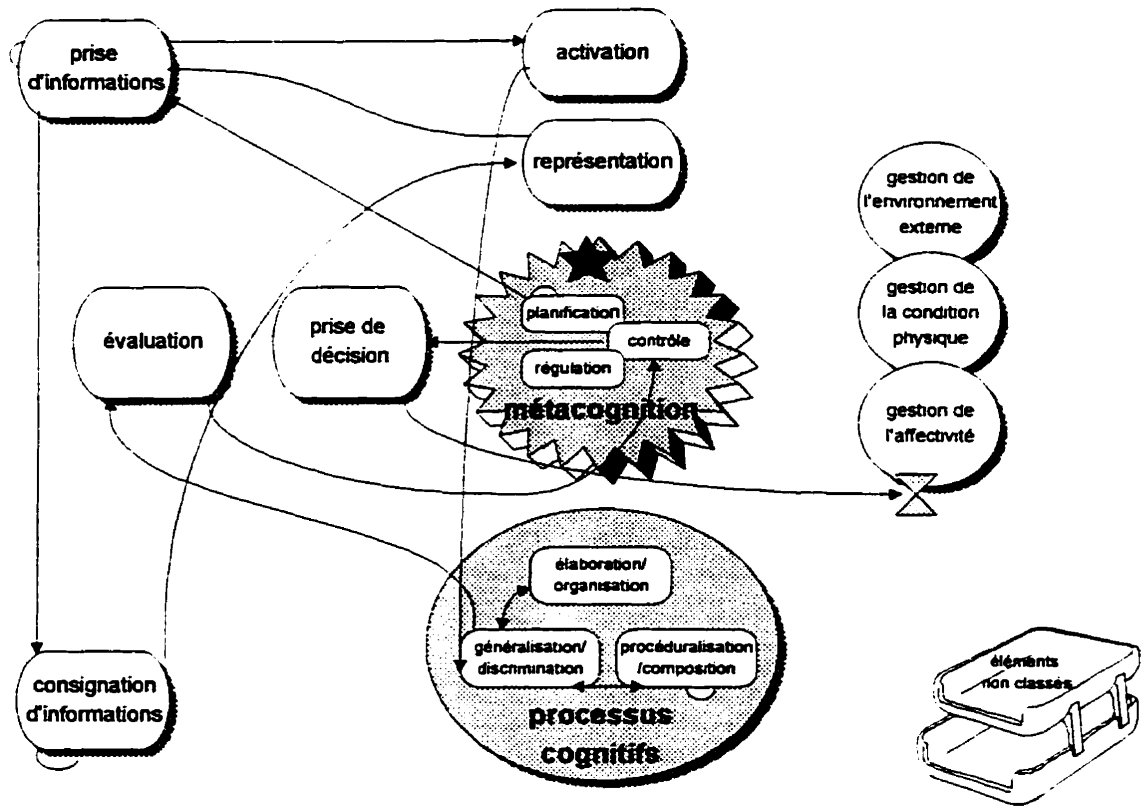 prise
d'informations
activation
représentation
gestion de
l'environnement
externe
gestion de
la condition
physique
gestion de
l'affectivité
évaluation
prise de
décision
planification
contrôle
régulation
métacognition
élaboration/
organisation
généralisation/
discrimination
procéduralisation
/composition
processus
cognitifs
consignation
d'informations
éléments
non classés